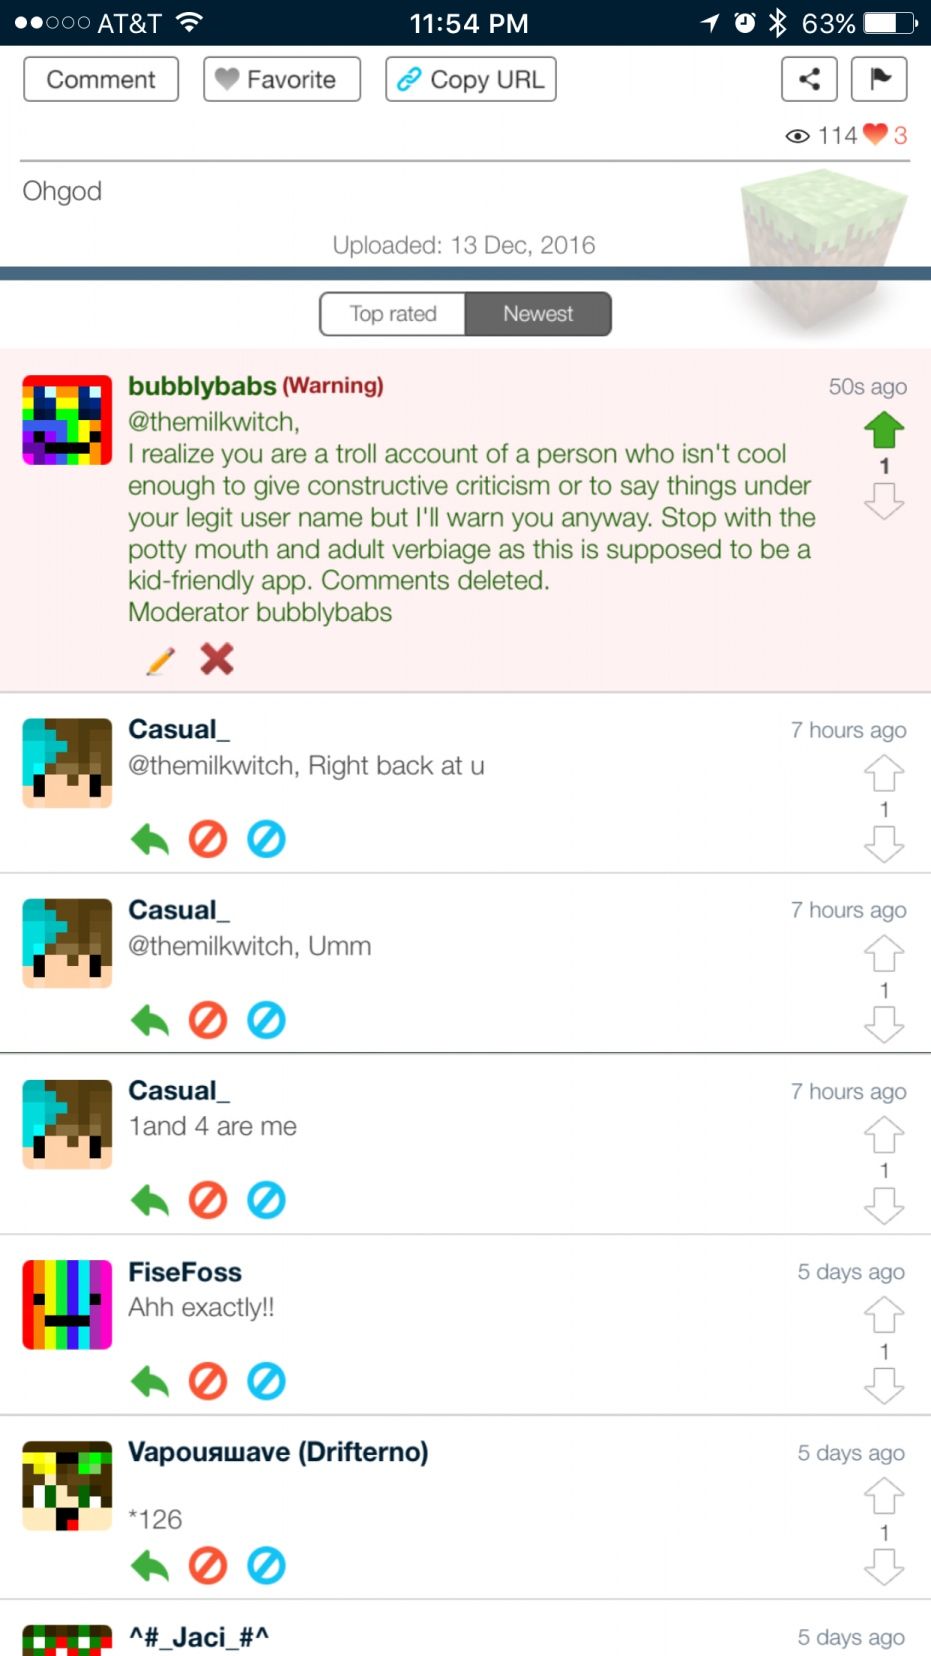 AT&T 11:54 PM 63%
Comment Favorite Copy URL
114 3
Ohgod
Uploaded: 13 Dec, 2016
Top rated Newest
bubblybabs (Warning) 50s ago
@themilkwitch,
I realize you are a troll account of a person who isn't cool
enough to give constructive criticism or to say things under
your legit user name but I'll warn you anyway. Stop with the
potty mouth and adult verbiage as this is supposed to be a
kid-friendly app. Comments deleted.
Moderator bubblybabs
1
Casual_ 7 hours ago
@themilkwitch, Right back at u
1
Casual_ 7 hours ago
@themilkwitch, Umm
1
Casual_ 7 hours ago
1and 4 are me
1
FiseFoss 5 days ago
Ahh exactly!!
1
Vapouяшave (Drifterno) 5 days ago
*126
1
^#_Jaci_#^ 5 days ago